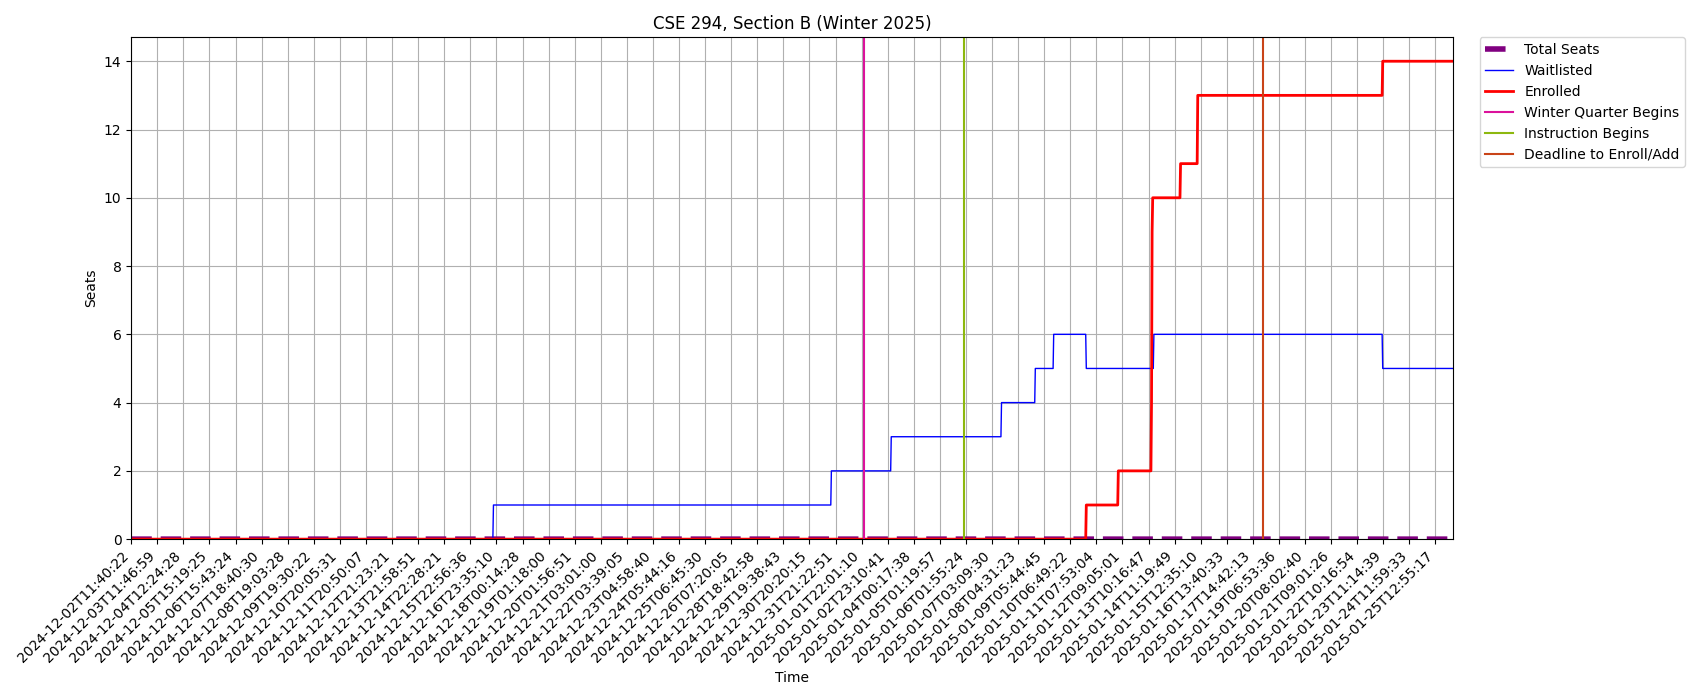 CSE 294, Section B (Winter 2025)
Total Seats
Waitlisted
Enrolled
Winter Quarter Begins
Instruction Begins
Deadline to Enroll/Add
Seats
14
12
10
8
6
4
2
0
2024-12-02T11:40:22
2024-12-03T11:46:59
2024-12-04T12:24:28
2024-12-05T15:19:25
2024-12-06T15:43:24
2024-12-07T18:40:30
2024-12-08T19:03:28
2024-12-09T19:30:22
2024-12-10T20:05:31
2024-12-11T20:50:07
2024-12-12T21:23:21
2024-12-13T21:58:51
2024-12-14T22:28:21
2024-12-15T22:56:36
2024-12-16T23:35:10
2024-12-18T00:14:28
2024-12-19T01:18:00
2024-12-20T01:56:51
2024-12-21T03:01:00
2024-12-22T03:39:05
2024-12-23T04:58:40
2024-12-24T05:44:16
2024-12-25T06:45:30
2024-12-26T07:20:05
2024-12-28T18:42:58
2024-12-29T19:38:43
2024-12-30T20:20:15
2024-12-31T21:22:51
2025-01-01T22:01:10
2025-01-02T23:10:41
2025-01-04T00:17:38
2025-01-05T01:19:57
2025-01-06T01:55:24
2025-01-07T03:09:30
2025-01-08T04:31:23
2025-01-09T05:44:45
2025-01-10T06:49:22
2025-01-11T07:53:04
2025-01-12T09:05:01
2025-01-13T10:16:47
2025-01-14T11:19:49
2025-01-15T12:35:10
2025-01-16T13:40:33
2025-01-17T14:42:13
2025-01-19T06:53:36
2025-01-20T08:02:40
2025-01-21T09:01:26
2025-01-22T10:16:54
2025-01-23T11:14:39
2025-01-24T11:59:33
2025-01-25T12:55:17
Time